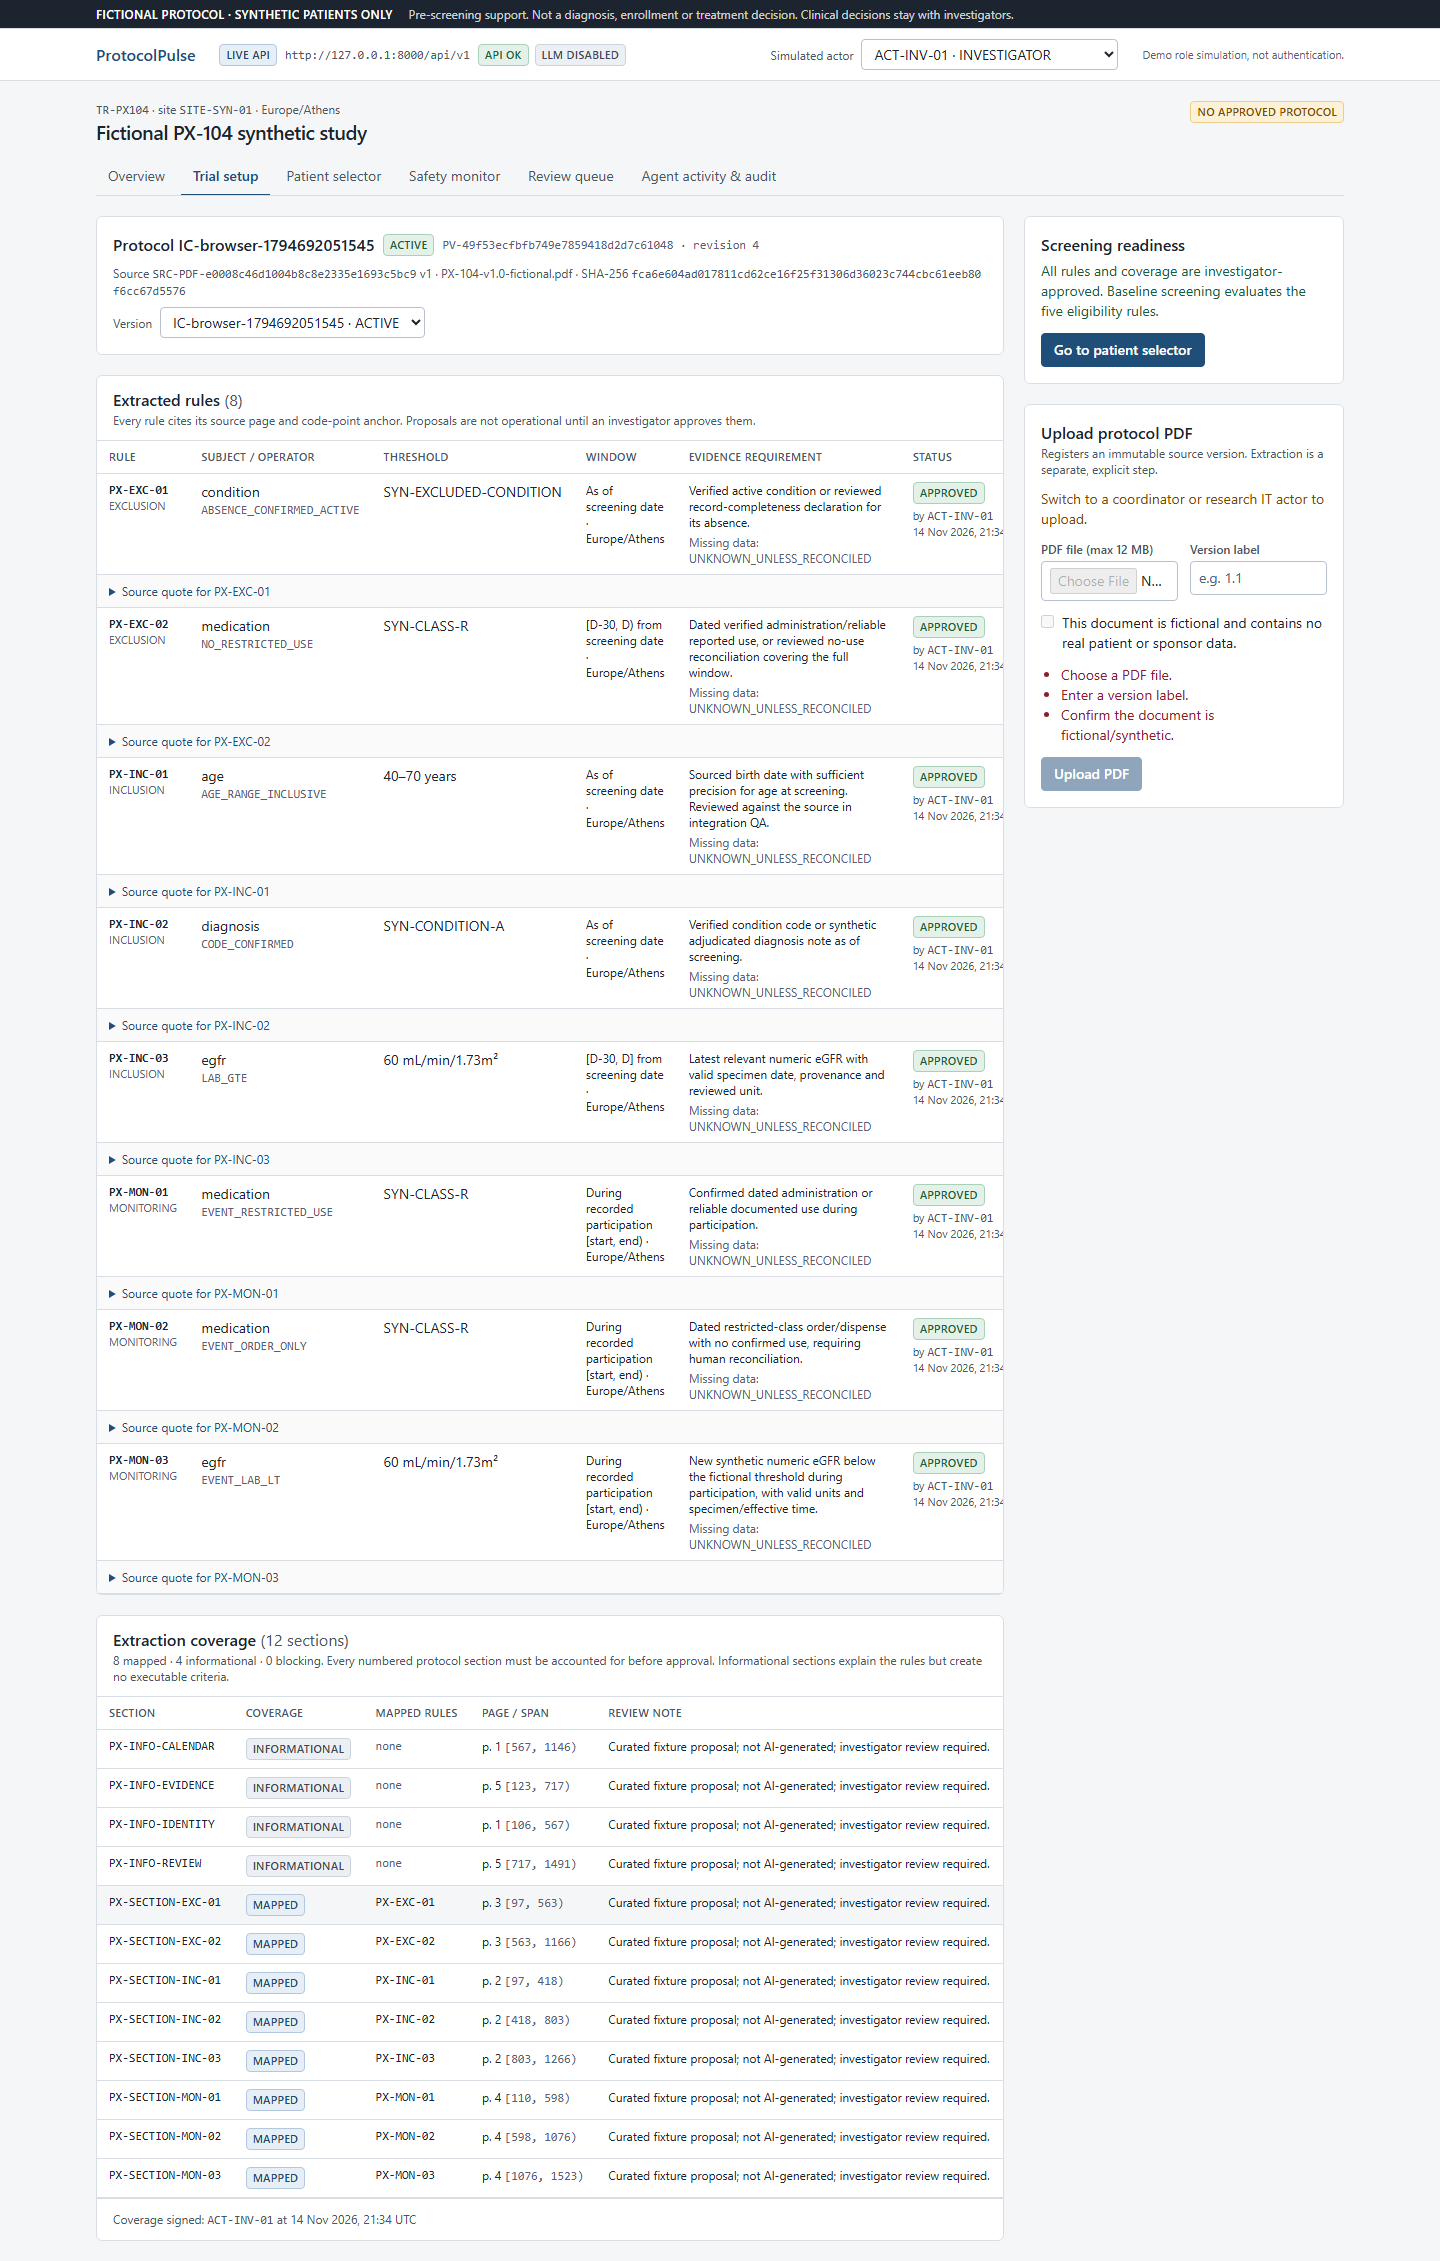 FICTIONAL PROTOCOL · SYNTHETIC PATIENTS ONLY Pre-screening support. Not a diagnosis, enrollment or treatment decision. Clinical decisions stay with investigators.
ProtocolPulse LIVE API http://127.0.0.1:8000/api/v1 API OK LLM DISABLED Simulated actor ACT-INV-01 · INVESTIGATOR Demo role simulation, not authentication.
TR-PX104 · site SITE-SYN-01 · Europe/Athens
Fictional PX-104 synthetic study
NO APPROVED PROTOCOL
Overview Trial setup Patient selector Safety monitor Review queue Agent activity & audit
Protocol IC-browser-1794692051545 ACTIVE PV-49f53ecfbfb749e7859418d2d7c61048 · revision 4
Source SRC-PDF-e0008c46d1004b8c8e2335e1693c5bc9 v1 · PX-104-v1.0-fictional.pdf · SHA-256 fca6e604ad017811cd62ce16f25f31306d36023c744cbc61eeb80
f6cc67d5576
Version IC-browser-1794692051545 · ACTIVE
Extracted rules (8)
Every rule cites its source page and code-point anchor. Proposals are not operational until an investigator approves them.
RULE SUBJECT / OPERATOR THRESHOLD WINDOW EVIDENCE REQUIREMENT STATUS
PX-EXC-01
EXCLUSION
condition
ABSENCE_CONFIRMED_ACTIVE
SYN-EXCLUDED-CONDITION
As of
screening date
·
Europe/Athens
Verified active condition or reviewed
record-completeness declaration for
its absence.
Missing data:
UNKNOWN_UNLESS_RECONCILED
APPROVED
by ACT-INV-01
14 Nov 2026, 21:34
Source quote for PX-EXC-01
PX-EXC-02
EXCLUSION
medication
NO_RESTRICTED_USE
SYN-CLASS-R
[D-30, D) from
screening date
·
Europe/Athens
Dated verified administration/reliable
reported use, or reviewed no-use
reconciliation covering the full
window.
Missing data:
UNKNOWN_UNLESS_RECONCILED
APPROVED
by ACT-INV-01
14 Nov 2026, 21:34
Source quote for PX-EXC-02
PX-INC-01
INCLUSION
age
AGE_RANGE_INCLUSIVE
40–70 years
As of
screening date
·
Europe/Athens
Sourced birth date with sufficient
precision for age at screening.
Reviewed against the source in
integration QA.
Missing data:
UNKNOWN_UNLESS_RECONCILED
APPROVED
by ACT-INV-01
14 Nov 2026, 21:34
Source quote for PX-INC-01
PX-INC-02
INCLUSION
diagnosis
CODE_CONFIRMED
SYN-CONDITION-A
As of
screening date
·
Europe/Athens
Verified condition code or synthetic
adjudicated diagnosis note as of
screening.
Missing data:
UNKNOWN_UNLESS_RECONCILED
APPROVED
by ACT-INV-01
14 Nov 2026, 21:34
Source quote for PX-INC-02
PX-INC-03
INCLUSION
egfr
LAB_GTE
60 mL/min/1.73m²
[D-30, D] from
screening date
·
Europe/Athens
Latest relevant numeric eGFR with
valid specimen date, provenance and
reviewed unit.
Missing data:
UNKNOWN_UNLESS_RECONCILED
APPROVED
by ACT-INV-01
14 Nov 2026, 21:34
Source quote for PX-INC-03
PX-MON-01
MONITORING
medication
EVENT_RESTRICTED_USE
SYN-CLASS-R
During
recorded
participation
[start, end) ·
Europe/Athens
Confirmed dated administration or
reliable documented use during
participation.
Missing data:
UNKNOWN_UNLESS_RECONCILED
APPROVED
by ACT-INV-01
14 Nov 2026, 21:34
Source quote for PX-MON-01
PX-MON-02
MONITORING
medication
EVENT_ORDER_ONLY
SYN-CLASS-R
During
recorded
participation
[start, end) ·
Europe/Athens
Dated restricted-class order/dispense
with no confirmed use, requiring
human reconciliation.
Missing data:
UNKNOWN_UNLESS_RECONCILED
APPROVED
by ACT-INV-01
14 Nov 2026, 21:34
Source quote for PX-MON-02
PX-MON-03
MONITORING
egfr
EVENT_LAB_LT
60 mL/min/1.73m²
During
recorded
participation
[start, end) ·
Europe/Athens
New synthetic numeric eGFR below
the fictional threshold during
participation, with valid units and
specimen/effective time.
Missing data:
UNKNOWN_UNLESS_RECONCILED
APPROVED
by ACT-INV-01
14 Nov 2026, 21:34
Source quote for PX-MON-03
Extraction coverage (12 sections)
8 mapped · 4 informational · 0 blocking. Every numbered protocol section must be accounted for before approval. Informational sections explain the rules but create
no executable criteria.
SECTION COVERAGE MAPPED RULES PAGE / SPAN REVIEW NOTE
PX-INFO-CALENDAR INFORMATIONAL none p. 1 [567, 1146) Curated fixture proposal; not AI-generated; investigator review required.
PX-INFO-EVIDENCE INFORMATIONAL none p. 5 [123, 717) Curated fixture proposal; not AI-generated; investigator review required.
PX-INFO-IDENTITY INFORMATIONAL none p. 1 [106, 567) Curated fixture proposal; not AI-generated; investigator review required.
PX-INFO-REVIEW INFORMATIONAL none p. 5 [717, 1491) Curated fixture proposal; not AI-generated; investigator review required.
PX-SECTION-EXC-01 MAPPED PX-EXC-01 p. 3 [97, 563) Curated fixture proposal; not AI-generated; investigator review required.
PX-SECTION-EXC-02 MAPPED PX-EXC-02 p. 3 [563, 1166) Curated fixture proposal; not AI-generated; investigator review required.
PX-SECTION-INC-01 MAPPED PX-INC-01 p. 2 [97, 418) Curated fixture proposal; not AI-generated; investigator review required.
PX-SECTION-INC-02 MAPPED PX-INC-02 p. 2 [418, 803) Curated fixture proposal; not AI-generated; investigator review required.
PX-SECTION-INC-03 MAPPED PX-INC-03 p. 2 [803, 1266) Curated fixture proposal; not AI-generated; investigator review required.
PX-SECTION-MON-01 MAPPED PX-MON-01 p. 4 [110, 598) Curated fixture proposal; not AI-generated; investigator review required.
PX-SECTION-MON-02 MAPPED PX-MON-02 p. 4 [598, 1076) Curated fixture proposal; not AI-generated; investigator review required.
PX-SECTION-MON-03 MAPPED PX-MON-03 p. 4 [1076, 1523) Curated fixture proposal; not AI-generated; investigator review required.
Coverage signed: ACT-INV-01 at 14 Nov 2026, 21:34 UTC
Screening readiness
All rules and coverage are investigator-
approved. Baseline screening evaluates the
five eligibility rules.
Go to patient selector
Upload protocol PDF
Registers an immutable source version. Extraction is a
separate, explicit step.
Switch to a coordinator or research IT actor to
upload.
PDF file (max 12 MB) Version label
Choose File N... e.g. 1.1
This document is fictional and contains no
real patient or sponsor data.
• Choose a PDF file.
• Enter a version label.
• Confirm the document is
fictional/synthetic.
Upload PDF